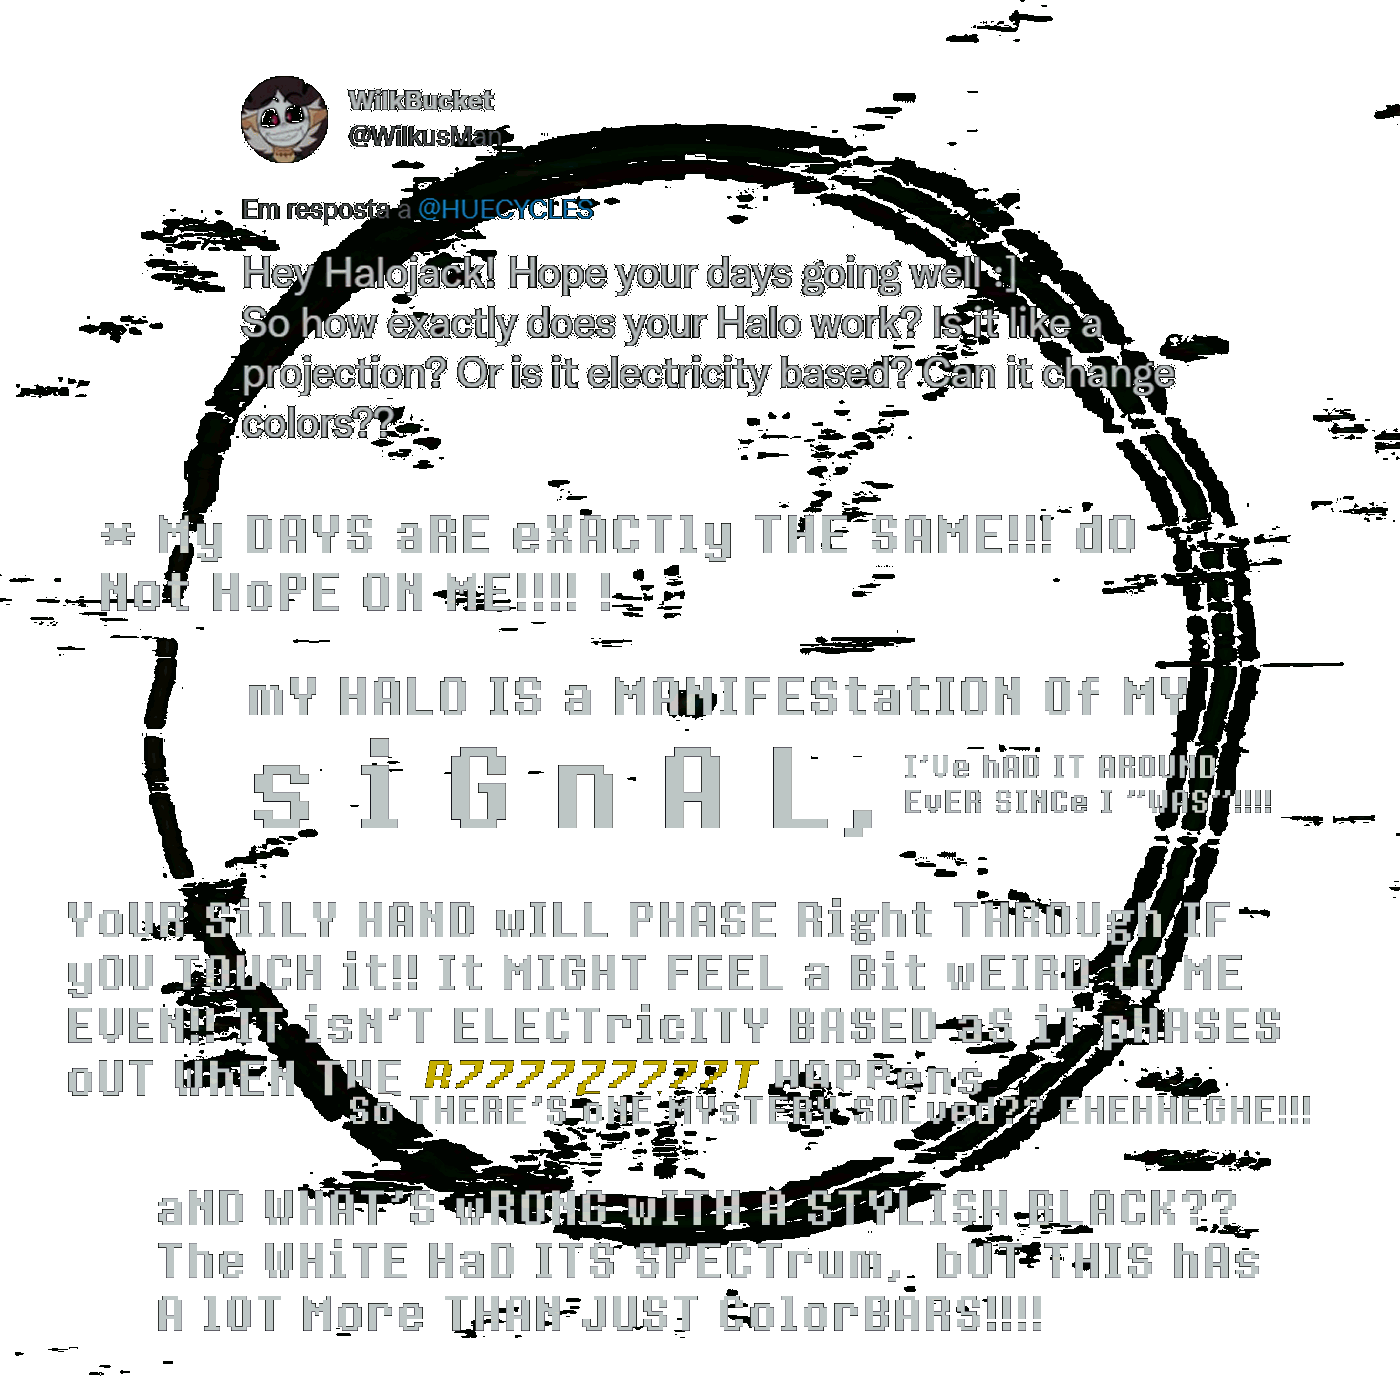 WilkBucket
@WilkusMan
Em resposta a @HUECYCLES
Hey Halojack! Hope your days going well :]
So how exactly does your Halo work? Is it like a
projection? Or is it electricity based? Can it change
colors??
* My DAYS aRE eXACTly THE SAME!!! dO
Not HoPE ON ME!!!! !
mY HALO IS a MANIFEStatION Of MY
siGnAL,
I'Ve hAD IT AROUND
EvER SINCe I "WAS"!!!!
YoUR SilLY HAND wILL PHASE Right THROUgh IF
yOU TOUCH it!! It MIGHT FEEL a Bit wEIRD tO ME
EVEN!! IT isN'T ELECTricITY BASED aS iT pHASES
oUT WhEN THE RZZZZZZZZZT HAPPens
So THERE'S oNE MYsTERY SOLved?? EHEHHEGHE!!!
aND WHAT'S wRONG wITH A STYLISH BLACK??
The WHiTE HaD ITS SPECTrum, bUT THIS hAs
A lOT More THAN JUST ColorBARS!!!!